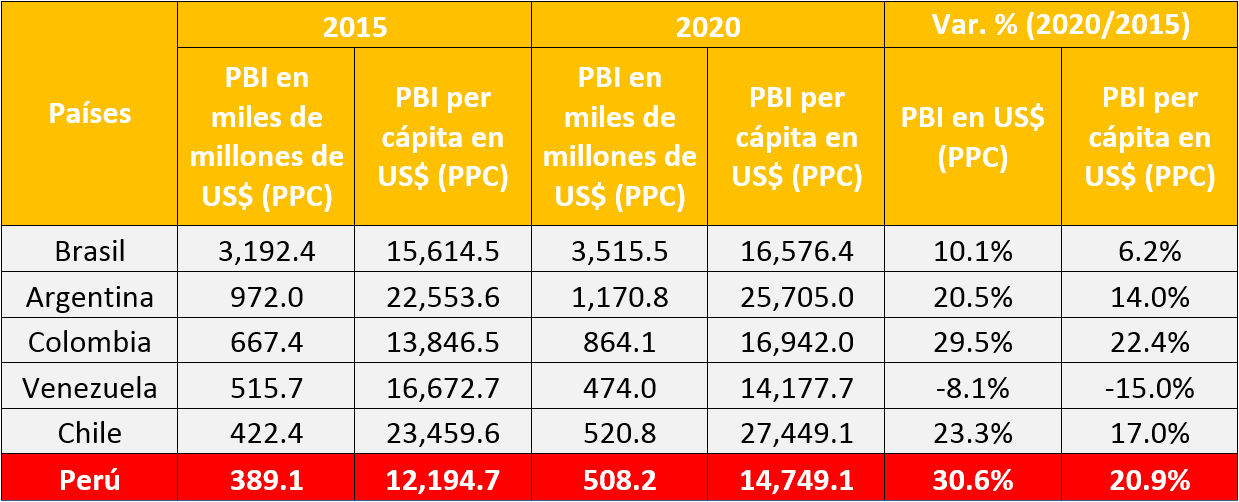 Países 2015 2020 Var. % (2020/2015)
PBI en miles de millones de US$ (PPC) PBI per cápita en US$ (PPC) PBI en miles de millones de US$ (PPC) PBI per cápita en US$ (PPC) PBI en US$ (PPC) PBI per cápita en US$ (PPC)
Brasil 3,192.4 15,614.5 3,515.5 16,576.4 10.1% 6.2%
Argentina 972.0 22,553.6 1,170.8 25,705.0 20.5% 14.0%
Colombia 667.4 13,846.5 864.1 16,942.0 29.5% 22.4%
Venezuela 515.7 16,672.7 474.0 14,177.7 -8.1% -15.0%
Chile 422.4 23,459.6 520.8 27,449.1 23.3% 17.0%
Perú 389.1 12,194.7 508.2 14,749.1 30.6% 20.9%